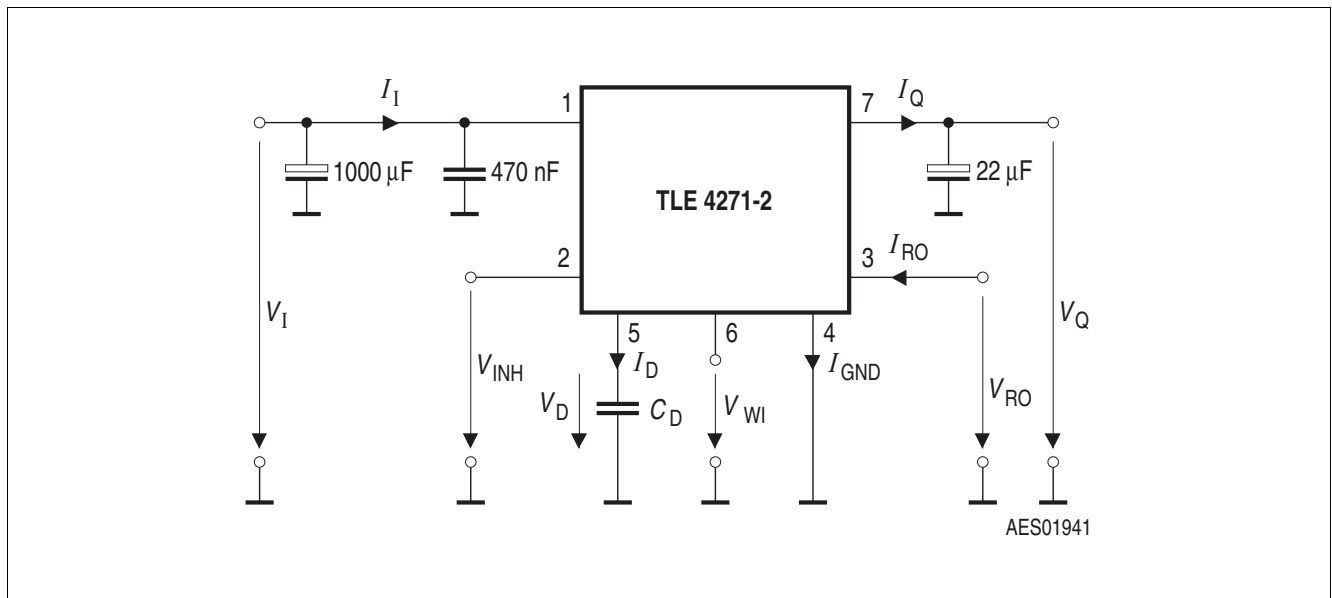 I_I
1
7
I_Q
1000 μF
470 nF
22 μF
TLE 4271-2
2
3
I_RO
V_I
V_INH
5
6
4
I_D
I_GND
V_D
C_D
V_WI
V_RO
V_Q
AES01941